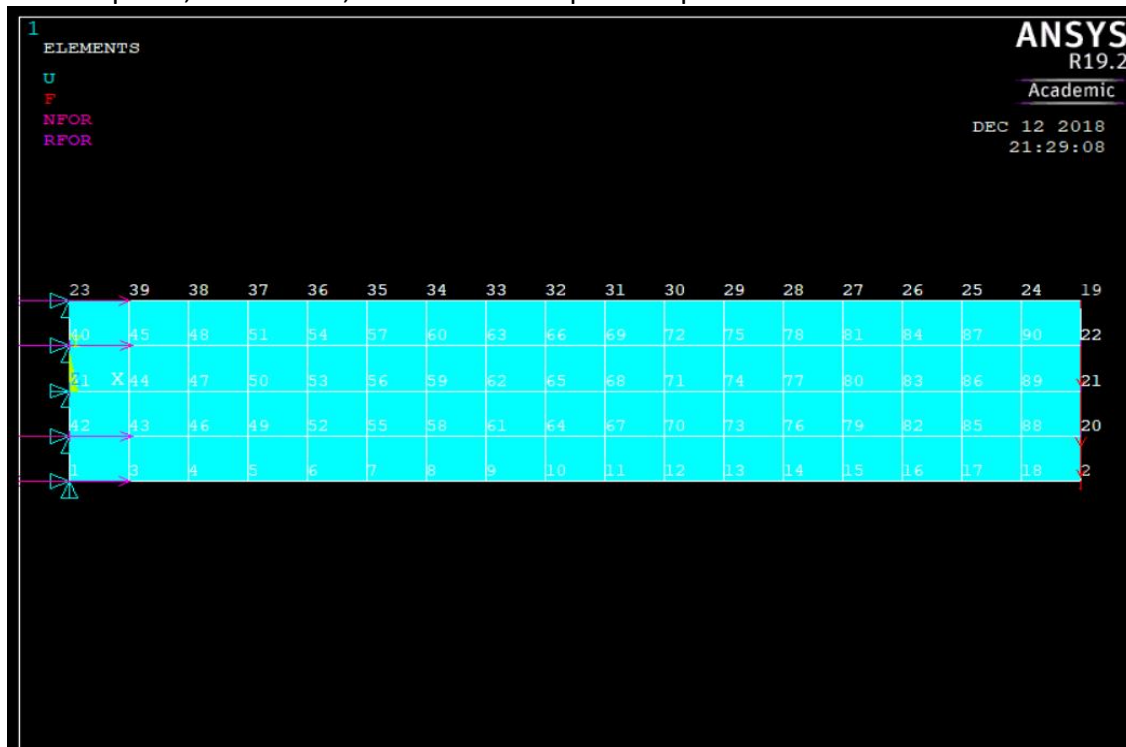 1
ELEMENTS
U
F
NFOR
RFOR
ANSYS
R19.2
Academic
DEC 12 2018
21:29:08
23 39 38 37 36 35 34 33 32 31 30 29 28 27 26 25 24 19
40 45 48 51 54 57 60 63 66 69 72 75 78 81 84 87 90 22
X 44 47 50 53 56 59 62 65 68 71 74 77 80 83 86 89 21
42 43 46 49 52 55 58 61 64 67 70 73 76 79 82 85 88 20
1 3 4 5 6 7 8 9 10 11 12 13 14 15 16 17 18 2